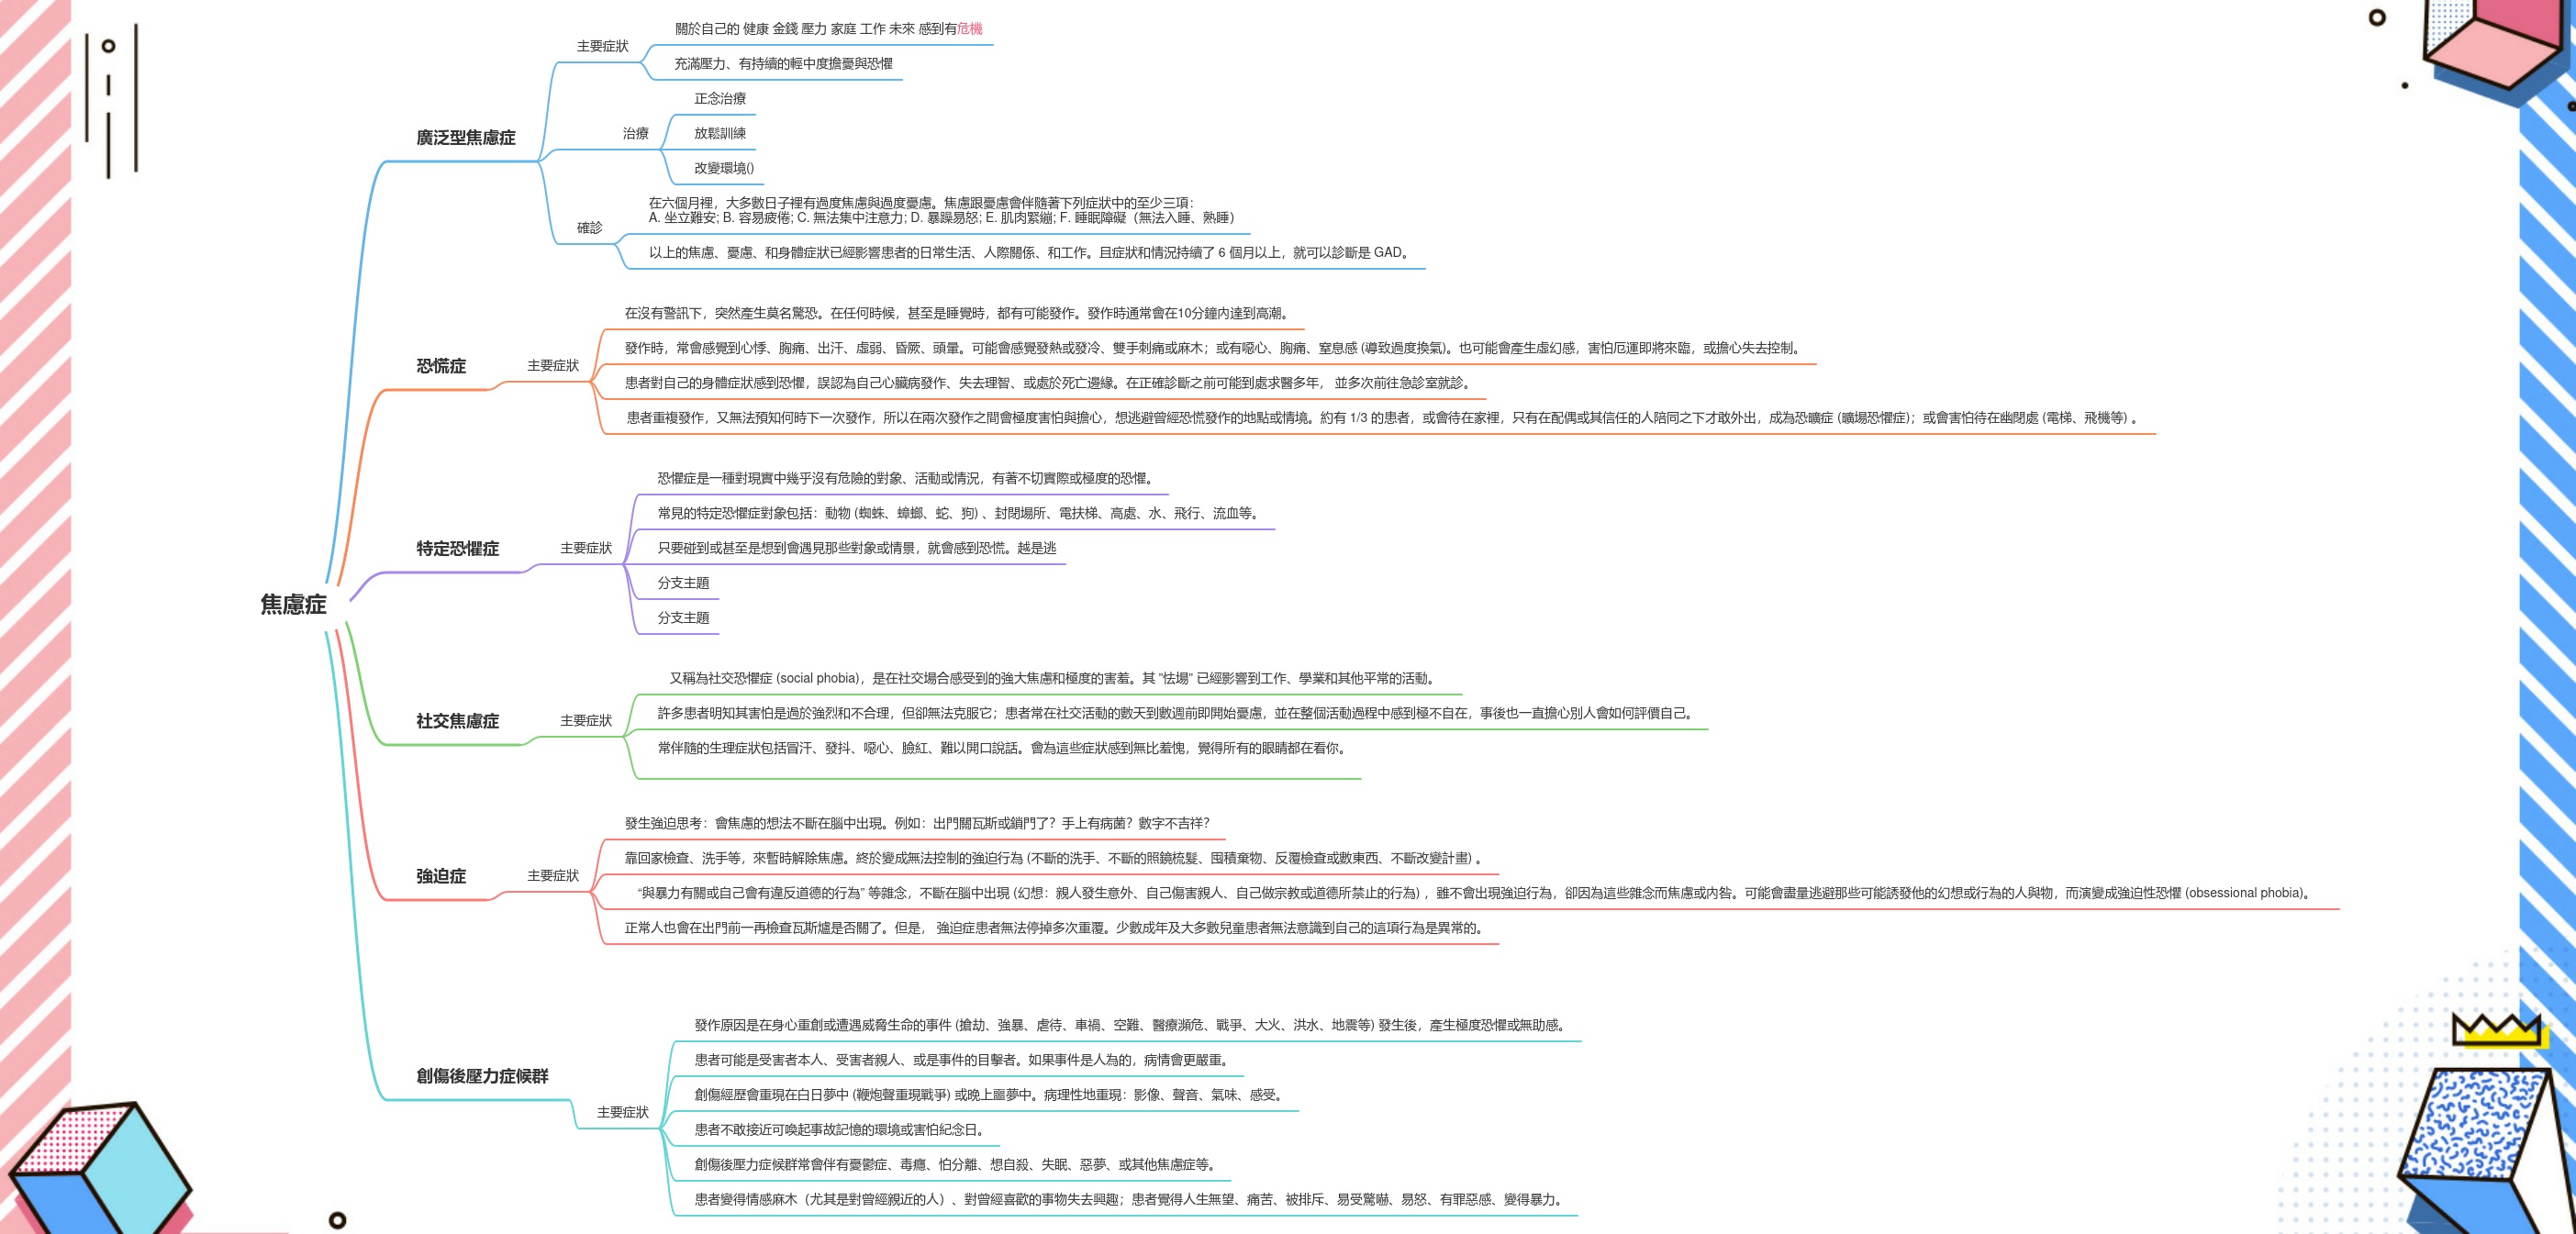 焦慮症
廣泛型焦慮症
主要症狀
關於自己的 健康 金錢 壓力 家庭 工作 未來 感到有危機
充滿壓力、有持續的輕中度擔憂與恐懼
治療
正念治療
放鬆訓練
改變環境()
確診
在六個月裡，大多數日子裡有過度焦慮與過度憂慮。焦慮跟憂慮會伴隨著下列症狀中的至少三項：
A. 坐立難安; B. 容易疲倦; C. 無法集中注意力; D. 暴躁易怒; E. 肌肉緊繃; F. 睡眠障礙（無法入睡、熟睡）
以上的焦慮、憂慮、和身體症狀已經影響患者的日常生活、人際關係、和工作。且症狀和情況持續了 6 個月以上，就可以診斷是 GAD。
恐慌症
主要症狀
在沒有警訊下，突然產生莫名驚恐。在任何時候，甚至是睡覺時，都有可能發作。發作時通常會在10分鐘內達到高潮。
發作時，常會感覺到心悸、胸痛、出汗、虛弱、昏厥、頭暈。可能會感覺發熱或發冷、雙手刺痛或麻木；或有噁心、胸痛、窒息感 (導致過度換氣)。也可能會產生虛幻感，害怕厄運即將來臨，或擔心失去控制。
患者對自己的身體症狀感到恐懼，誤認為自己心臟病發作、失去理智、或處於死亡邊緣。在正確診斷之前可能到處求醫多年， 並多次前往急診室就診。
患者重複發作，又無法預知何時下一次發作，所以在兩次發作之間會極度害怕與擔心，想逃避曾經恐慌發作的地點或情境。約有 1/3 的患者，或會待在家裡，只有在配偶或其信任的人陪同之下才敢外出，成為恐曠症 (曠場恐懼症)；或會害怕待在幽閉處 (電梯、飛機等) 。
特定恐懼症
主要症狀
恐懼症是一種對現實中幾乎沒有危險的對象、活動或情況，有著不切實際或極度的恐懼。
常見的特定恐懼症對象包括：動物 (蜘蛛、蟑螂、蛇、狗) 、封閉場所、電扶梯、高處、水、飛行、流血等。
只要碰到或甚至是想到會遇見那些對象或情景，就會感到恐慌。越是逃
分支主題
分支主題
社交焦慮症
主要症狀
又稱為社交恐懼症 (social phobia)，是在社交場合感受到的強大焦慮和極度的害羞。其 "怯場" 已經影響到工作、學業和其他平常的活動。
許多患者明知其害怕是過於強烈和不合理，但卻無法克服它；患者常在社交活動的數天到數週前即開始憂慮，並在整個活動過程中感到極不自在，事後也一直擔心別人會如何評價自己。
常伴隨的生理症狀包括冒汗、發抖、噁心、臉紅、難以開口說話。會為這些症狀感到無比羞愧，覺得所有的眼睛都在看你。
強迫症
主要症狀
發生強迫思考：會焦慮的想法不斷在腦中出現。例如：出門關瓦斯或鎖門了？手上有病菌？數字不吉祥？
靠回家檢查、洗手等，來暫時解除焦慮。終於變成無法控制的強迫行為 (不斷的洗手、不斷的照鏡梳髮、囤積棄物、反覆檢查或數東西、不斷改變計畫) 。
“與暴力有關或自己會有違反道德的行為” 等雜念，不斷在腦中出現 (幻想：親人發生意外、自己傷害親人、自己做宗教或道德所禁止的行為) ，雖不會出現強迫行為，卻因為這些雜念而焦慮或內咎。可能會盡量逃避那些可能誘發他的幻想或行為的人與物，而演變成強迫性恐懼 (obsessional phobia)。
正常人也會在出門前一再檢查瓦斯爐是否關了。但是， 強迫症患者無法停掉多次重覆。少數成年及大多數兒童患者無法意識到自己的這項行為是異常的。
創傷後壓力症候群
主要症狀
發作原因是在身心重創或遭遇威脅生命的事件 (搶劫、強暴、虐待、車禍、空難、醫療瀕危、戰爭、大火、洪水、地震等) 發生後，產生極度恐懼或無助感。
患者可能是受害者本人、受害者親人、或是事件的目擊者。如果事件是人為的，病情會更嚴重。
創傷經歷會重現在白日夢中 (鞭炮聲重現戰爭) 或晚上噩夢中。病理性地重現：影像、聲音、氣味、感受。
患者不敢接近可喚起事故記憶的環境或害怕紀念日。
創傷後壓力症候群常會伴有憂鬱症、毒癮、怕分離、想自殺、失眠、惡夢、或其他焦慮症等。
患者變得情感麻木（尤其是對曾經親近的人）、對曾經喜歡的事物失去興趣；患者覺得人生無望、痛苦、被排斥、易受驚嚇、易怒、有罪惡感、變得暴力。